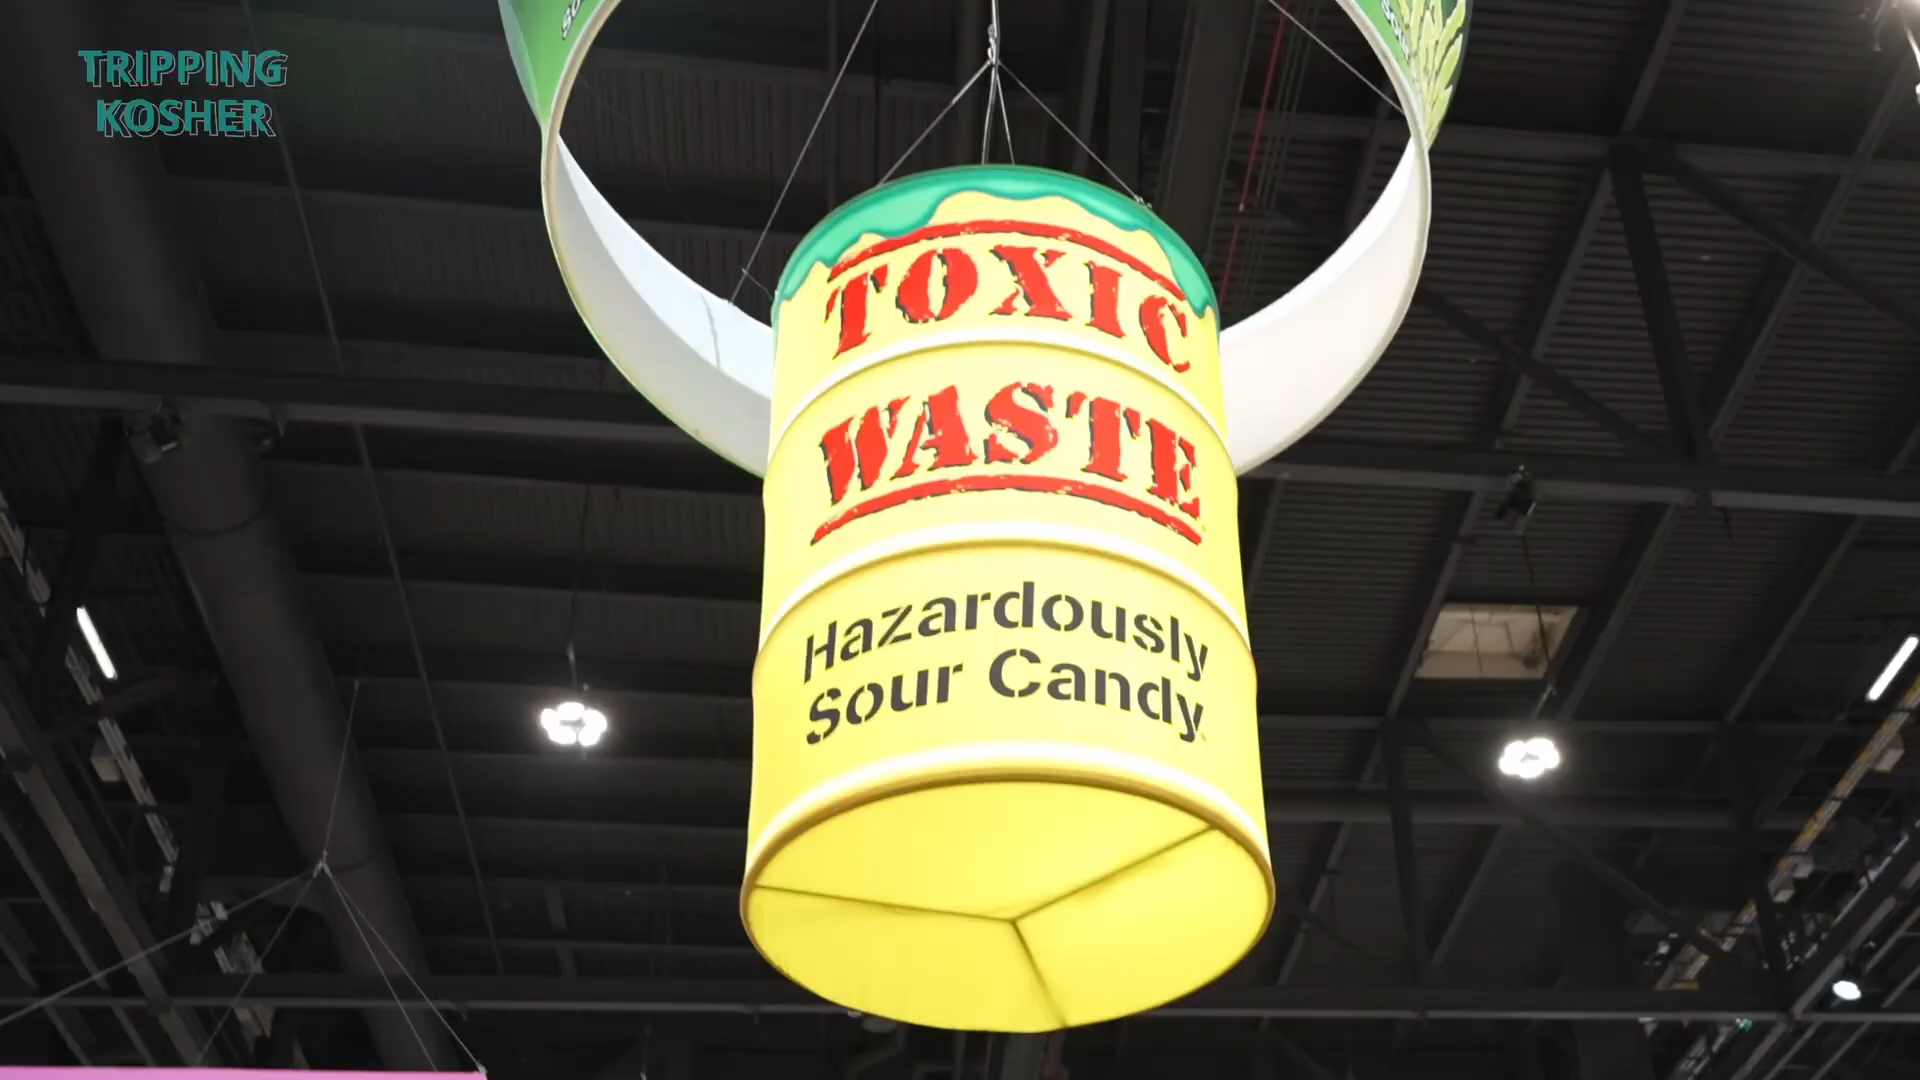 TRIPPING
KOSHER
TOXIC
WASTE
Hazardously
Sour Candy